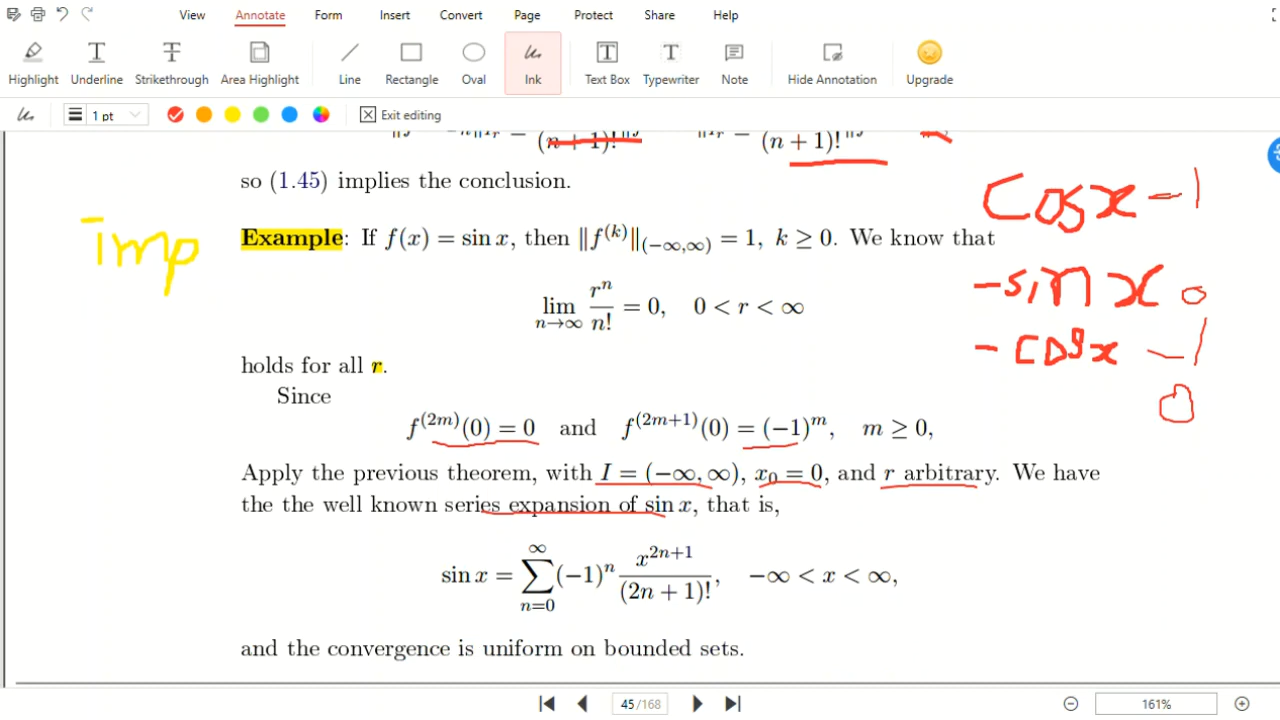 View Annotate Form Insert Convert Page Protect Share Help
Highlight Underline Strikethrough Area Highlight Line Rectangle Oval Ink Text Box Typewriter Note Hide Annotation Upgrade
1 pt Exit editing
(n + 1)! (n + 1)!
so (1.45) implies the conclusion.
cosx -1
imp
Example: If f(x) = sin x, then ‖f^(k)‖_(−∞,∞) = 1, k ≥ 0. We know that
-sinx 0
lim_{n→∞} r^n/n! = 0, 0 < r < ∞
-cosx -1
holds for all r.
Since
0
f^(2m)(0) = 0 and f^(2m+1)(0) = (−1)^m, m ≥ 0,
Apply the previous theorem, with I = (−∞, ∞), x_0 = 0, and r arbitrary. We have
the the well known series expansion of sin x, that is,
sin x = ∑_{n=0}^{∞} (−1)^n x^{2n+1}/(2n + 1)!, −∞ < x < ∞,
and the convergence is uniform on bounded sets.
45 /168 161%